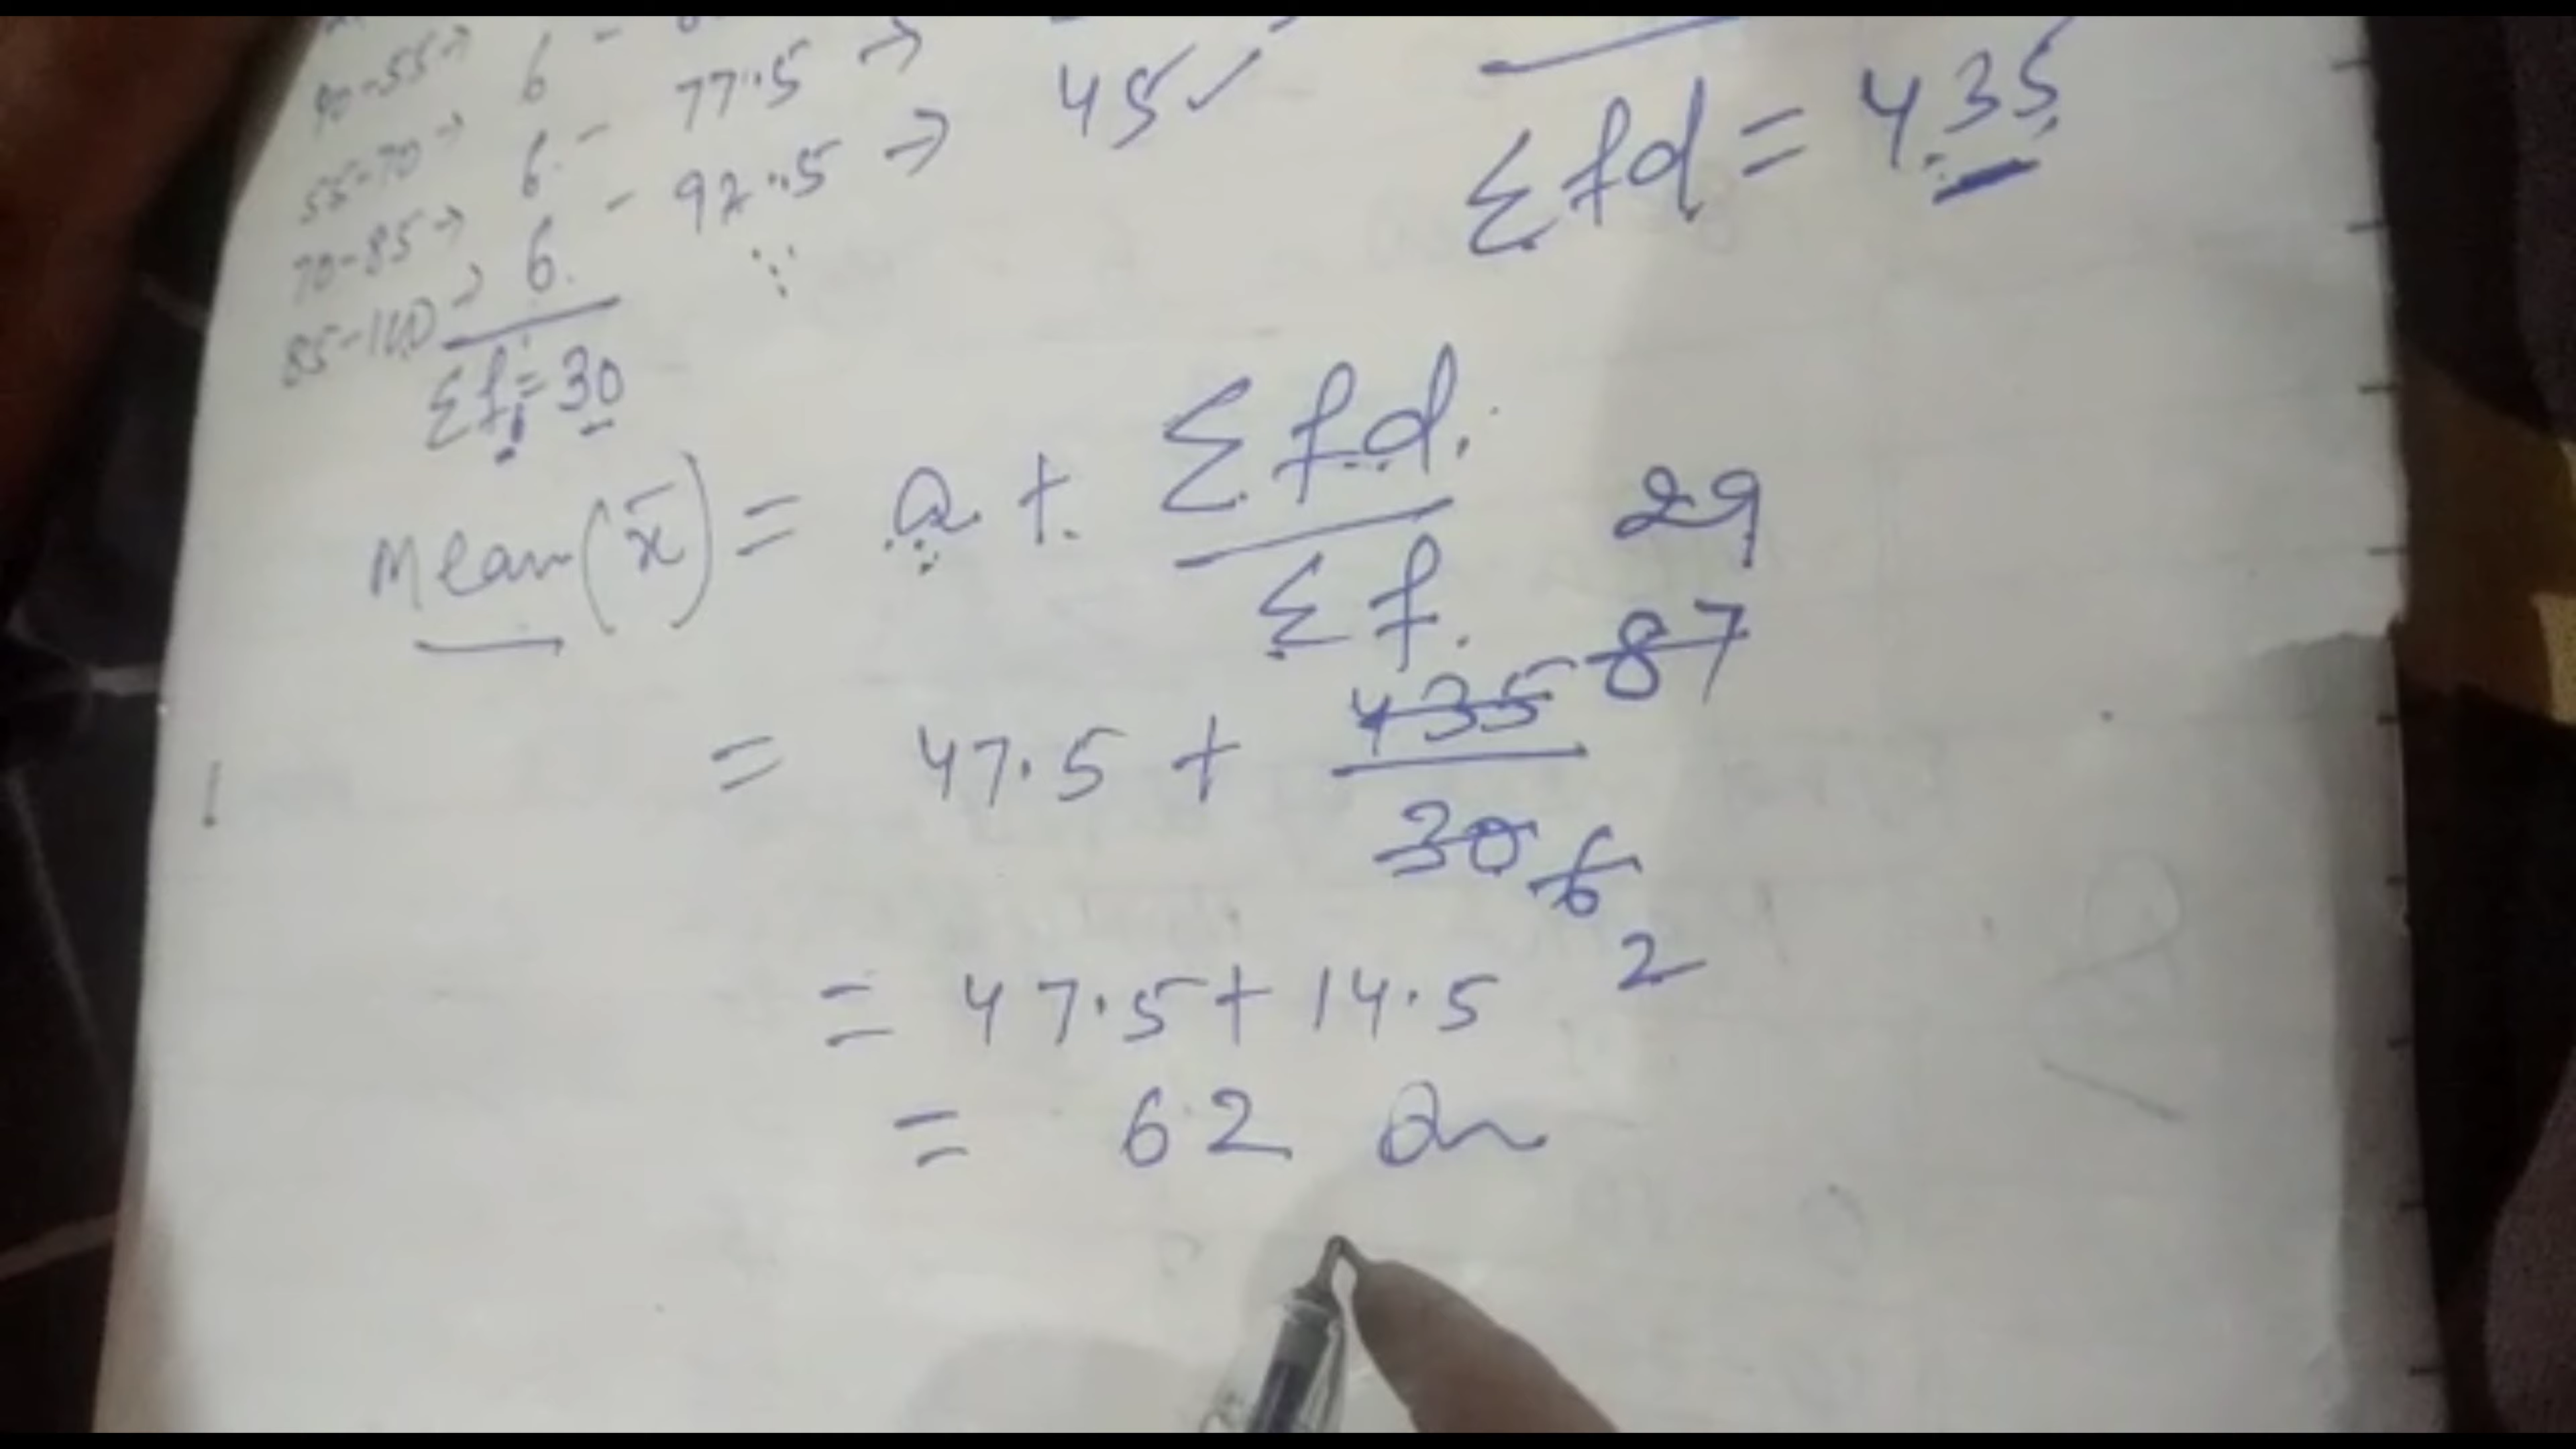 40-55→ 6 -
55-70→ 6 - 77.5 →
70-85→ 6 - 92.5 → 45✓
85-100→ 6
Σfd = 435
Σf = 30
Mean(x̄) = a + Σfd / Σf
29
87
= 47.5 + 435 / 30
6
2
= 47.5 + 14.5
= 62